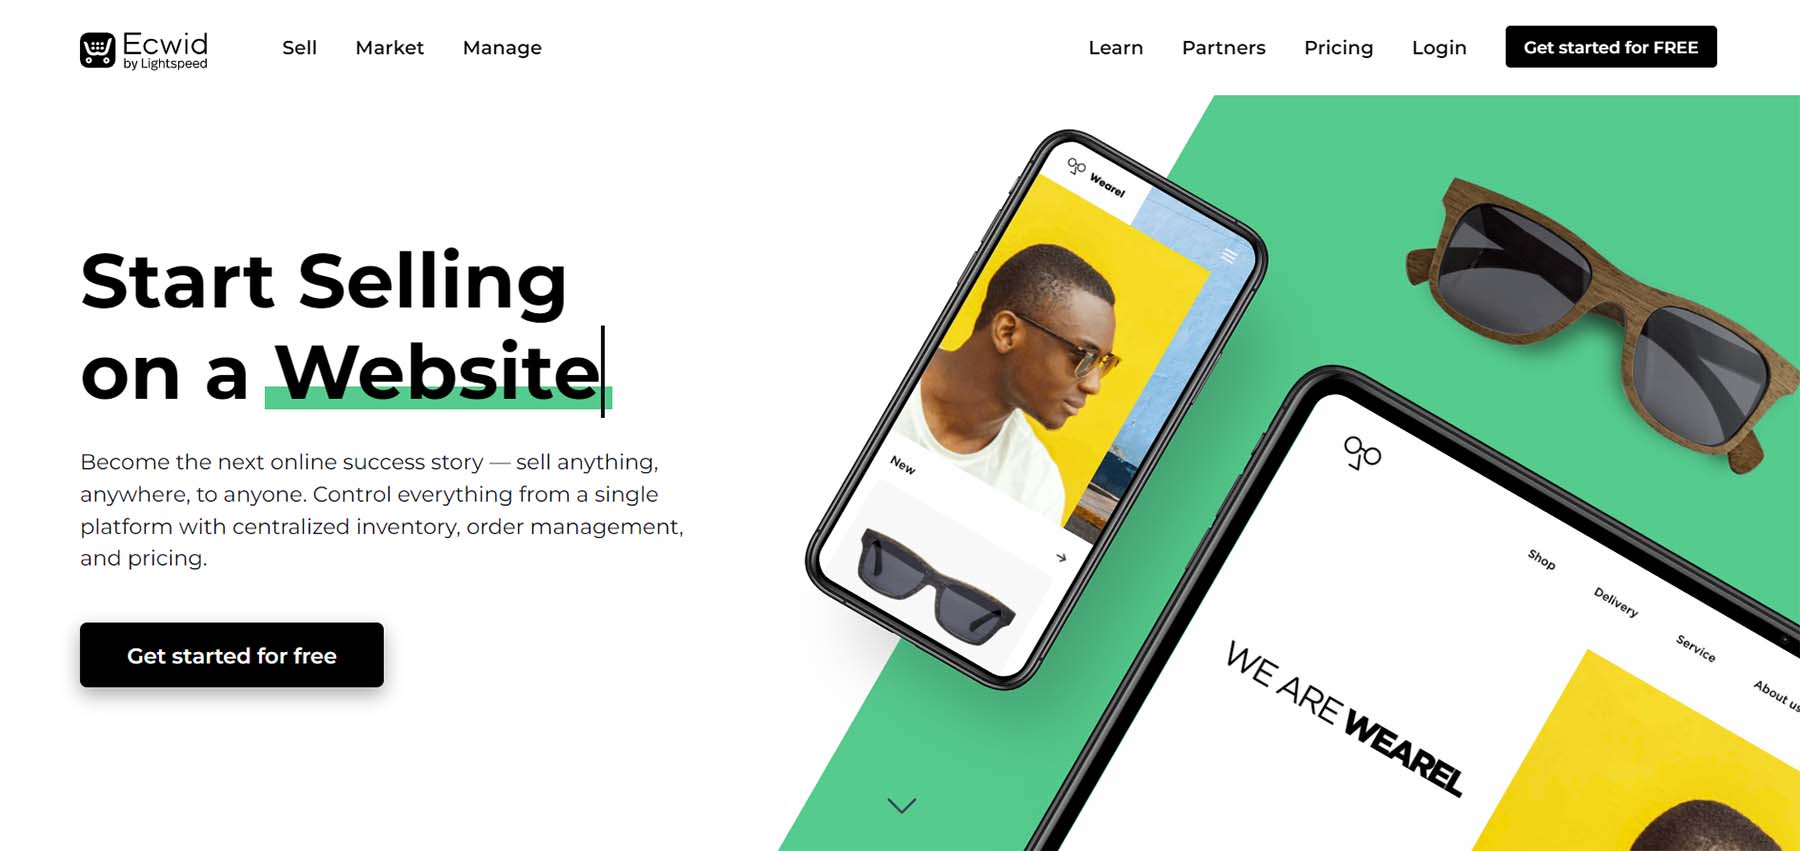 Ecwid
by Lightspeed
Sell
Market
Manage
Learn
Partners
Pricing
Login
Get started for FREE
Start Selling
on a Website
Become the next online success story — sell anything,
anywhere, to anyone. Control everything from a single
platform with centralized inventory, order management,
and pricing.
Get started for free
Wearel
New
Shop
Delivery
Service
About us
WE ARE WEAREL